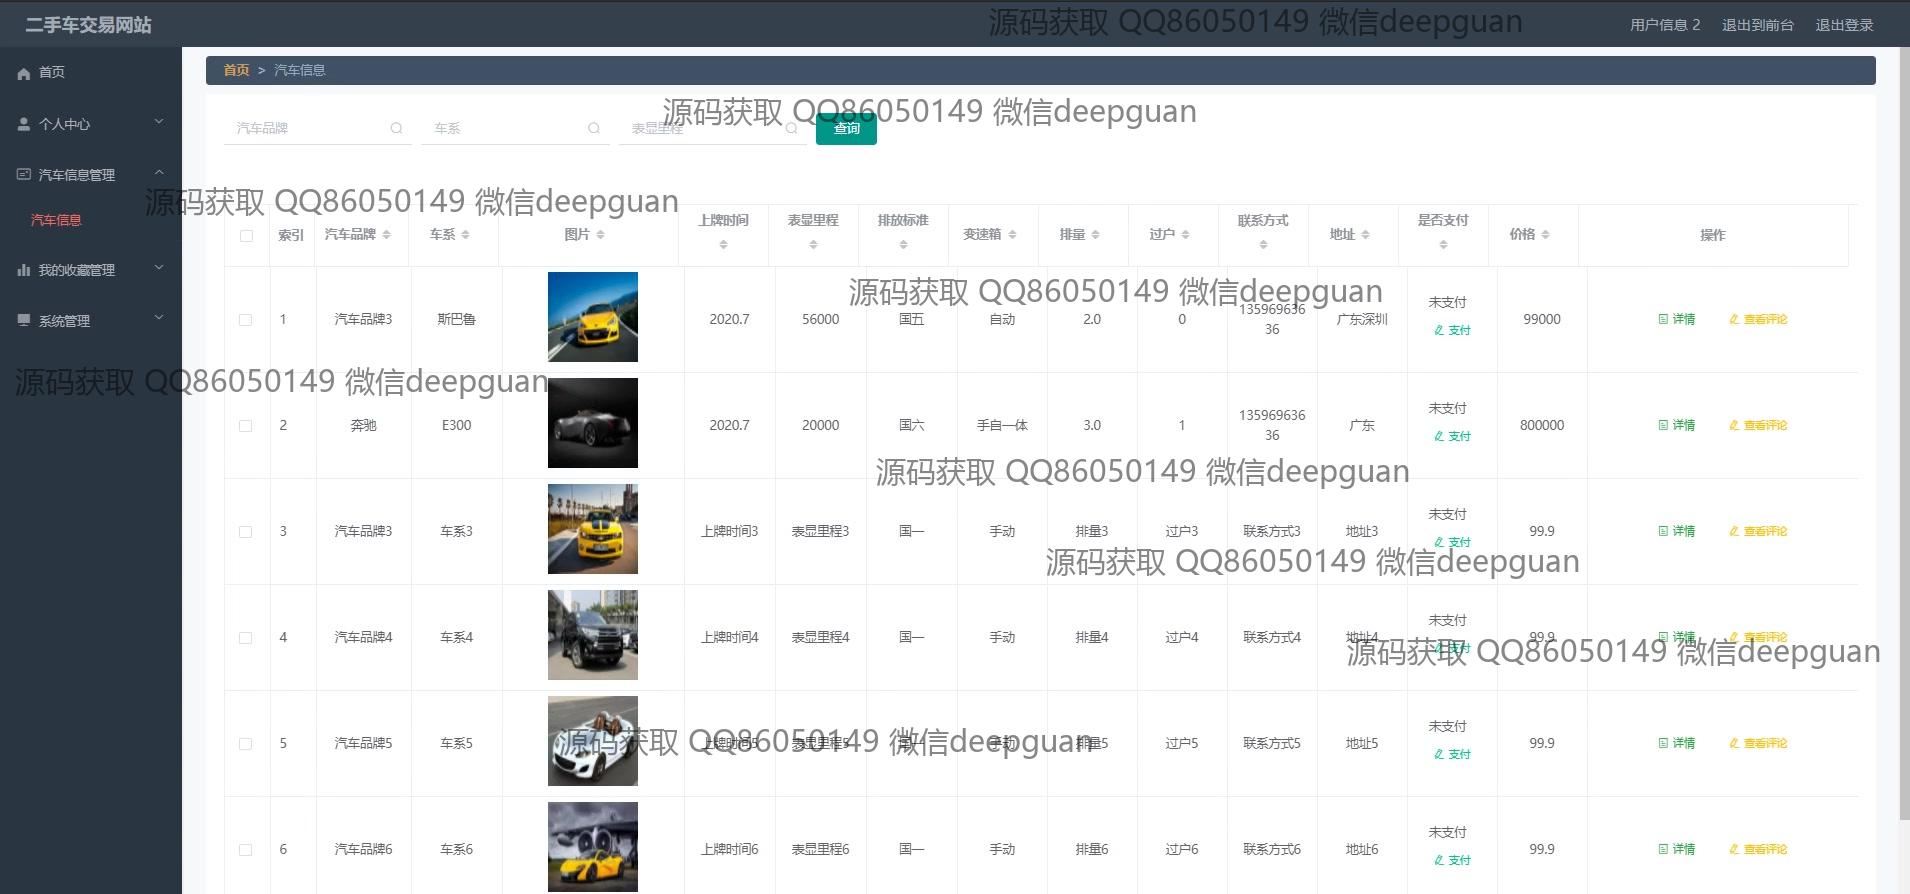 二手车交易网站
源码获取 QQ86050149 微信deepguan
用户信息 2 退出到前台 退出登录
首页
个人中心
汽车信息管理
汽车信息
我的收藏管理
系统管理
首页 > 汽车信息
源码获取 QQ86050149 微信deepguan
汽车品牌 车系 表显里程 查询
源码获取 QQ86050149 微信deepguan
索引 汽车品牌 车系 图片 上牌时间 表显里程 排放标准 变速箱 排量 过户 联系方式 地址 是否支付 价格 操作
源码获取 QQ86050149 微信deepguan
1 汽车品牌3 斯巴鲁 2020.7 56000 国五 自动 2.0 0 13596963636 广东深圳 未支付 支付 99000 详情 查看评论
源码获取 QQ86050149 微信deepguan
2 奔驰 E300 2020.7 20000 国六 手自一体 3.0 1 13596963636 广东 未支付 支付 800000 详情 查看评论
源码获取 QQ86050149 微信deepguan
3 汽车品牌3 车系3 上牌时间3 表显里程3 国一 手动 排量3 过户3 联系方式3 地址3 未支付 支付 99.9 详情 查看评论
源码获取 QQ86050149 微信deepguan
4 汽车品牌4 车系4 上牌时间4 表显里程4 国一 手动 排量4 过户4 联系方式4 地址4 未支付 支付 99.9 详情 查看评论
源码获取 QQ86050149 微信deepguan
5 汽车品牌5 车系5 上牌时间5 表显里程5 国一 手动 排量5 过户5 联系方式5 地址5 未支付 支付 99.9 详情 查看评论
源码获取 QQ86050149 微信deepguan
6 汽车品牌6 车系6 上牌时间6 表显里程6 国一 手动 排量6 过户6 联系方式6 地址6 未支付 支付 99.9 详情 查看评论